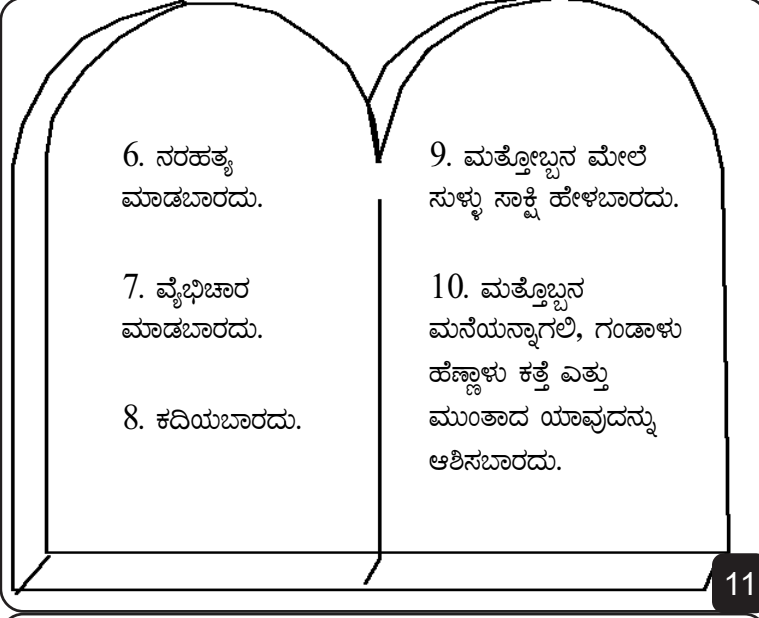 6. ನರಹತ್ಯ
ಮಾಡಬಾರದು.
7. ವ್ಯೆಭಿಚಾರ
ಮಾಡಬಾರದು.
8. ಕದಿಯಬಾರದು.
9. ಮತ್ತೋಬ್ಬನ ಮೇಲೆ
ಸುಳ್ಳು ಸಾಕ್ಷಿ ಹೇಳಬಾರದು.
10. ಮತ್ತೊಬ್ಬನ
ಮನೆಯನ್ನಾಗಲಿ, ಗಂಡಾಳು
ಹೆಣ್ಣಾಳು ಕತ್ತೆ ಎತ್ತು
ಮುಂತಾದ ಯಾವುದನ್ನು
ಆಶಿಸಬಾರದು.
11